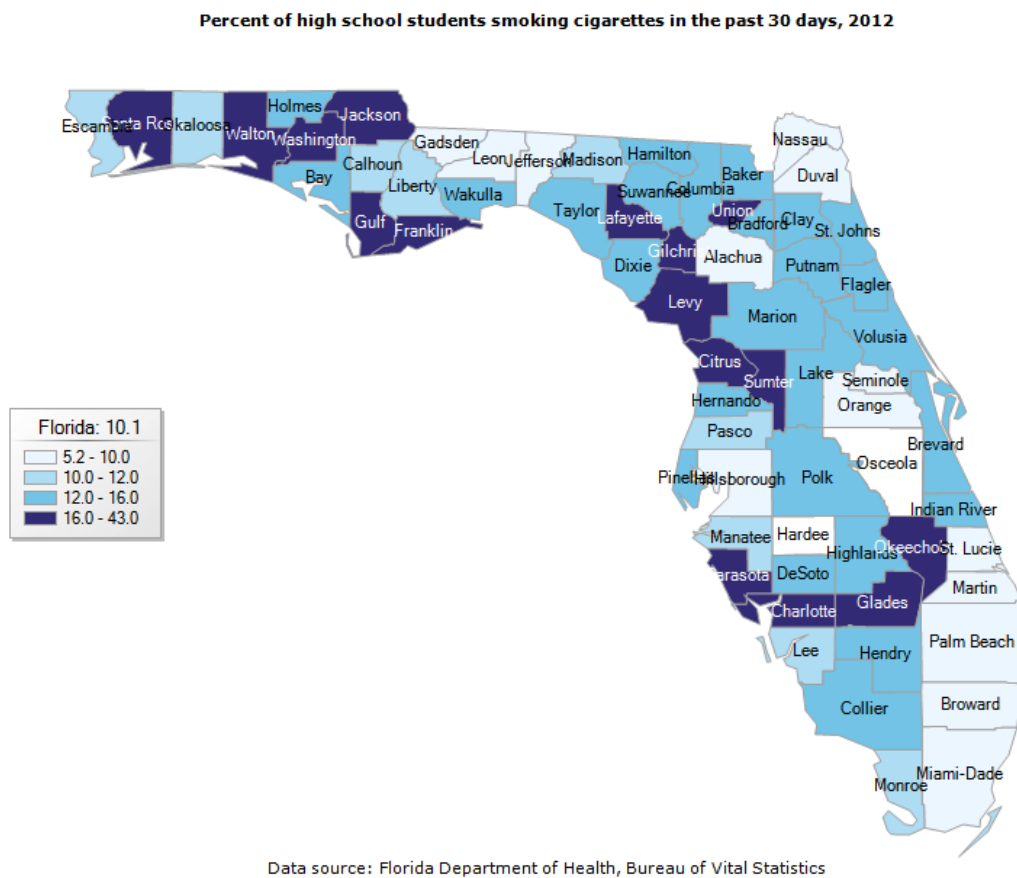 Percent of high school students smoking cigarettes in the past 30 days, 2012
Holmes
Jackson
Escambia
Santa Ros
Okaloosa
Walton
Washington
Calhoun
Bay
Gadsden
Leon
Jefferson
Madison
Hamilton
Liberty
Wakulla
Gulf
Franklin
Taylor
Suwannee
Columbia
Baker
Nassau
Duval
Lafayette
Union
Bradford
Clay
St. Johns
Gilchri
Alachua
Putnam
Dixie
Flagler
Levy
Marion
Volusia
Citrus
Sumter
Lake
Seminole
Hernando
Orange
Pasco
Brevard
Osceola
Pinellas
Hillsborough
Polk
Indian River
Manatee
Hardee
Highlands
Okeechob
St. Lucie
Sarasota
DeSoto
Martin
Charlotte
Glades
Lee
Hendry
Palm Beach
Collier
Broward
Monroe
Miami-Dade
Florida: 10.1
5.2 - 10.0
10.0 - 12.0
12.0 - 16.0
16.0 - 43.0
Data source: Florida Department of Health, Bureau of Vital Statistics